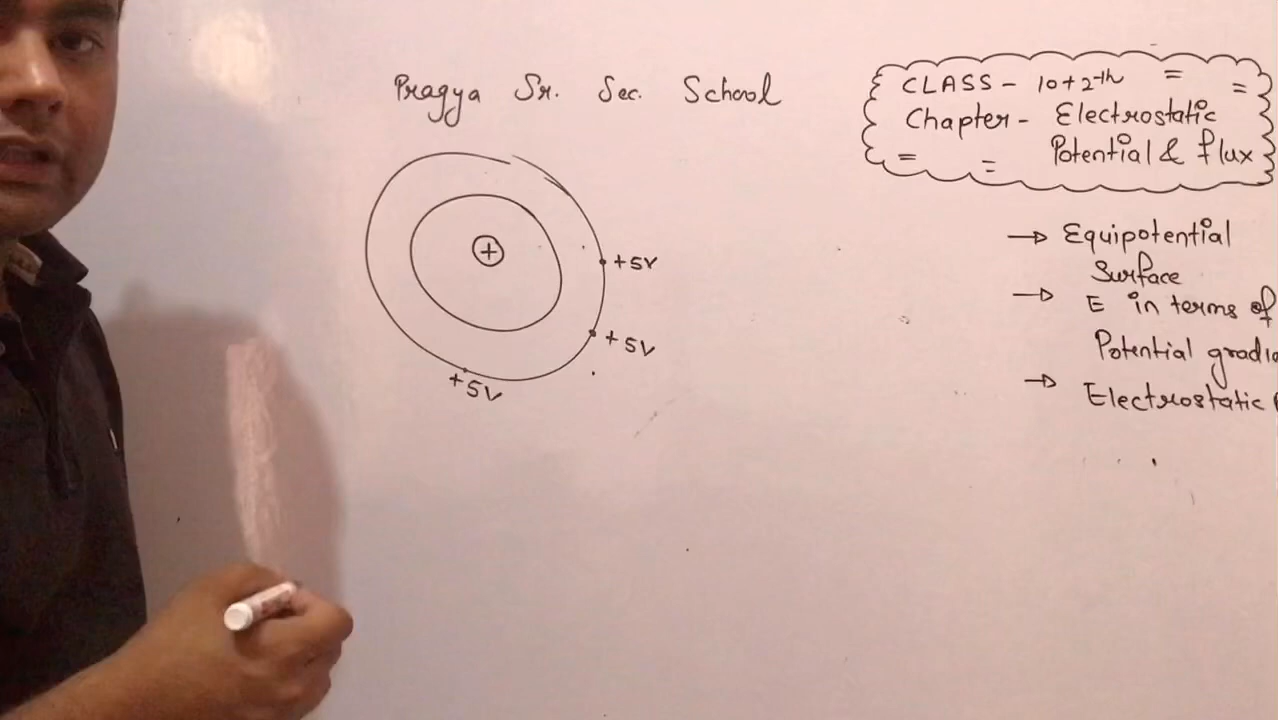 Pragya Sr. Sec. School
CLASS - 10+2th
Chapter - Electrostatic
Potential & flux
+
+5V
+5V
+5V
→ Equipotential
Surface
→ E in terms of
Potential
→ Electrostatic